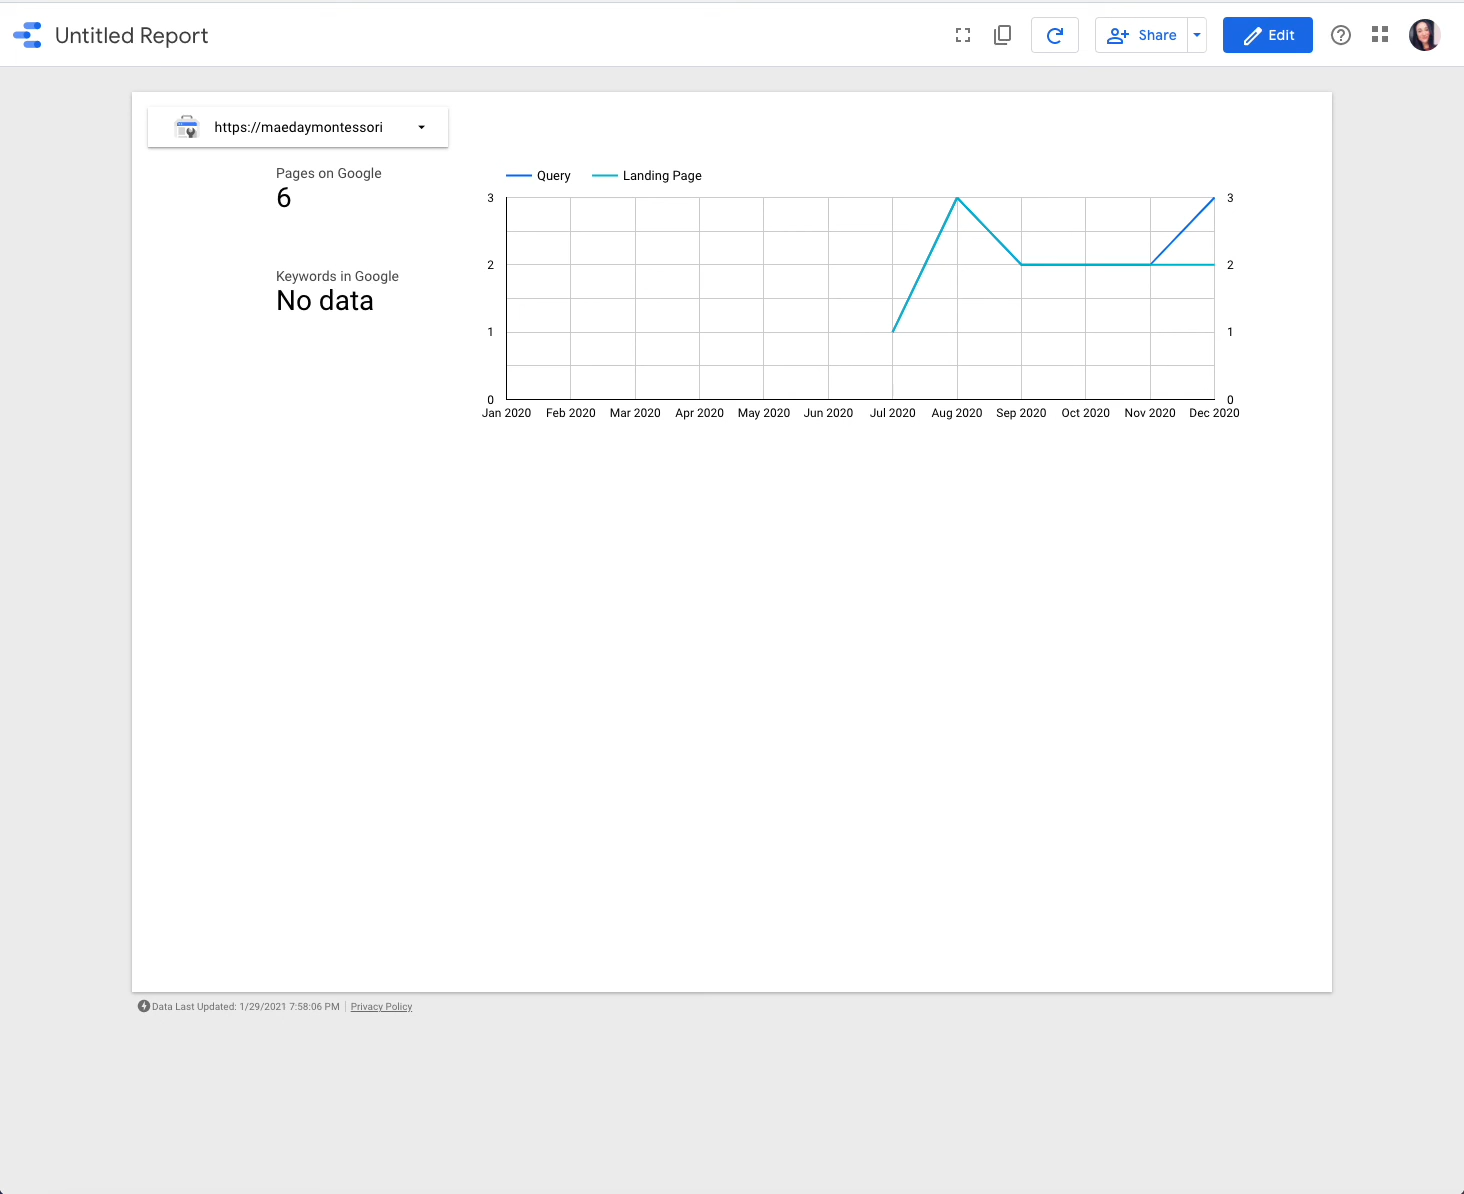 Untitled Report
Share
Edit
https://maedaymontessori
Pages on Google
6
Keywords in Google
No data
Query
Landing Page
3
2
1
0
3
2
1
0
Jan 2020 Feb 2020 Mar 2020 Apr 2020 May 2020 Jun 2020 Jul 2020 Aug 2020 Sep 2020 Oct 2020 Nov 2020 Dec 2020
Data Last Updated: 1/29/2021 7:58:06 PM
Privacy Policy